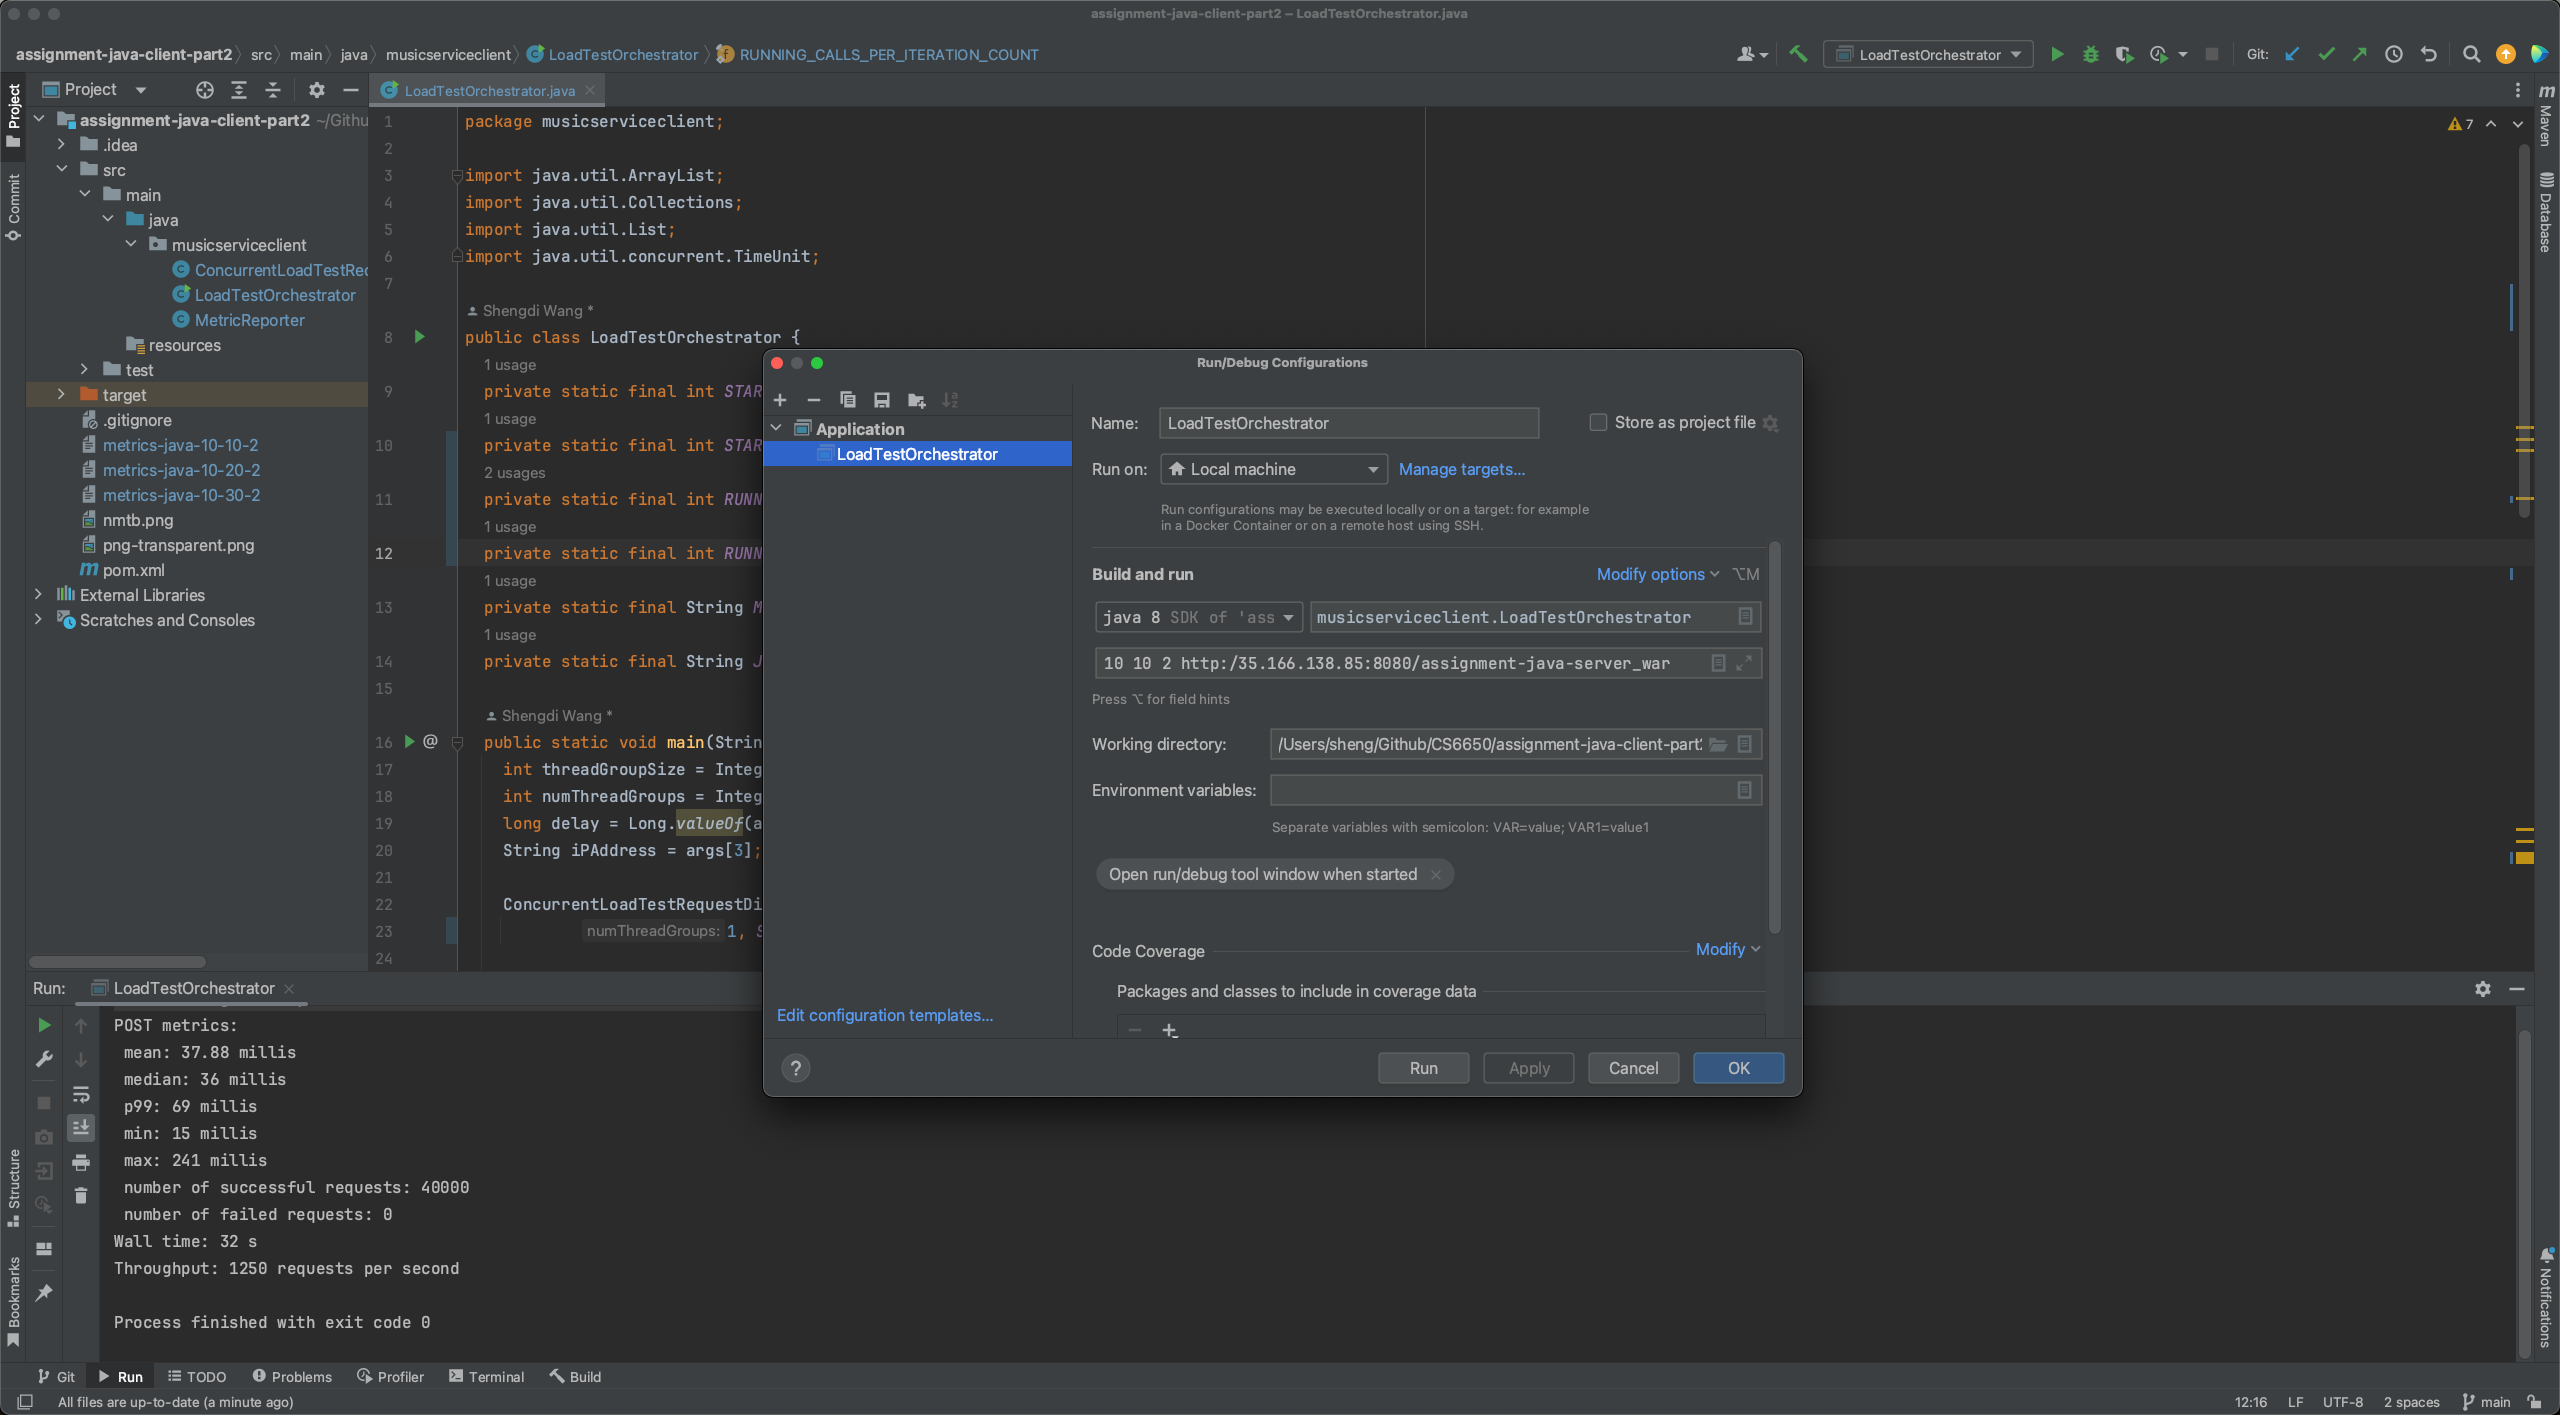 assignment-java-client-part2 – LoadTestOrchestrator.java
assignment-java-client-part2 src main java musicserviceclient LoadTestOrchestrator RUNNING_CALLS_PER_ITERATION_COUNT
LoadTestOrchestrator Git:
Project
LoadTestOrchestrator.java
Project
Commit
Structure
Bookmarks
assignment-java-client-part2 ~/Githu
.idea
src
main
java
musicserviceclient
ConcurrentLoadTestRec
LoadTestOrchestrator
MetricReporter
resources
test
target
.gitignore
metrics-java-10-10-2
metrics-java-10-20-2
metrics-java-10-30-2
nmtb.png
png-transparent.png
pom.xml
External Libraries
Scratches and Consoles
1 package musicserviceclient;
2
3 import java.util.ArrayList;
4 import java.util.Collections;
5 import java.util.List;
6 import java.util.concurrent.TimeUnit;
7
Shengdi Wang *
8 public class LoadTestOrchestrator {
1 usage
9 private static final int STAR
1 usage
10 private static final int STAR
2 usages
11 private static final int RUNN
1 usage
12 private static final int RUNN
1 usage
13 private static final String M
1 usage
14 private static final String J
15
Shengdi Wang *
16 @ public static void main(Strin
17 int threadGroupSize = Integ
18 int numThreadGroups = Integ
19 long delay = Long.valueOf(a
20 String iPAddress = args[3];
21
22 ConcurrentLoadTestRequestDi
23 numThreadGroups: 1, S
24
7
Maven
Database
Notifications
Run/Debug Configurations
Application
LoadTestOrchestrator
Edit configuration templates...
Name: LoadTestOrchestrator Store as project file
Run on: Local machine Manage targets...
Run configurations may be executed locally or on a target: for example
in a Docker Container or on a remote host using SSH.
Build and run Modify options ⌥M
java 8 SDK of 'ass musicserviceclient.LoadTestOrchestrator
10 10 2 http:/35.166.138.85:8080/assignment-java-server_war
Press ⌥ for field hints
Working directory: /Users/sheng/Github/CS6650/assignment-java-client-part2
Environment variables:
Separate variables with semicolon: VAR=value; VAR1=value1
Open run/debug tool window when started
Code Coverage Modify
Packages and classes to include in coverage data
? Run Apply Cancel OK
Run: LoadTestOrchestrator
POST metrics:
mean: 37.88 millis
median: 36 millis
p99: 69 millis
min: 15 millis
max: 241 millis
number of successful requests: 40000
number of failed requests: 0
Wall time: 32 s
Throughput: 1250 requests per second
Process finished with exit code 0
Git Run TODO Problems Profiler Terminal Build
All files are up-to-date (a minute ago) 12:16 LF UTF-8 2 spaces main